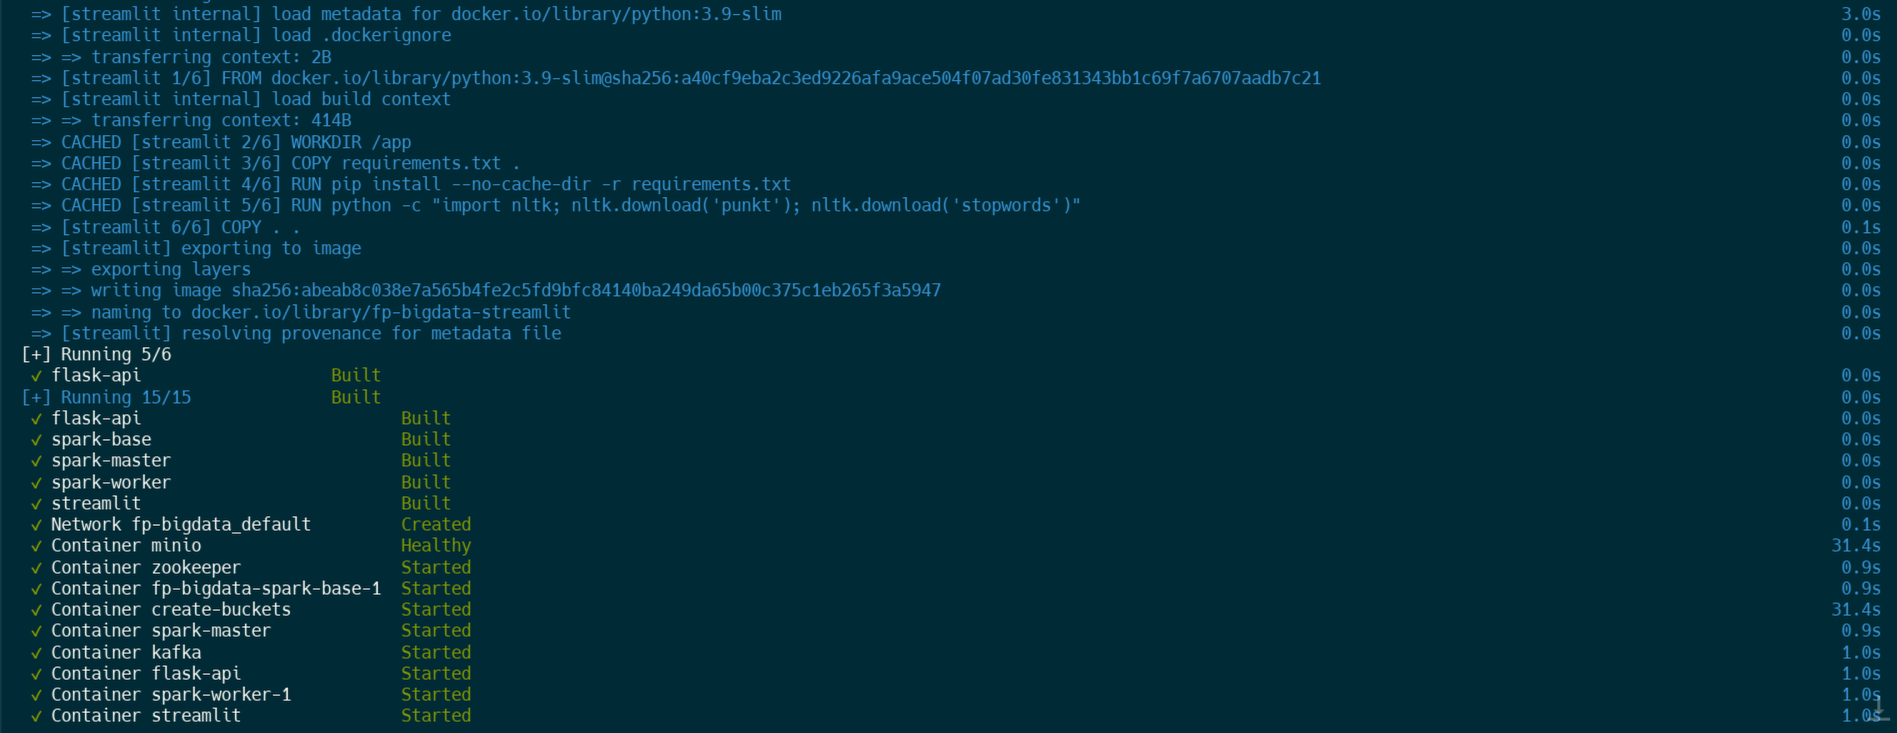 => [streamlit internal] load metadata for docker.io/library/python:3.9-slim 3.0s
=> [streamlit internal] load .dockerignore 0.0s
=> => transferring context: 2B 0.0s
=> [streamlit 1/6] FROM docker.io/library/python:3.9-slim@sha256:a40cf9eba2c3ed9226afa9ace504f07ad30fe831343bb1c69f7a6707aadb7c21 0.0s
=> [streamlit internal] load build context 0.0s
=> => transferring context: 414B 0.0s
=> CACHED [streamlit 2/6] WORKDIR /app 0.0s
=> CACHED [streamlit 3/6] COPY requirements.txt . 0.0s
=> CACHED [streamlit 4/6] RUN pip install --no-cache-dir -r requirements.txt 0.0s
=> CACHED [streamlit 5/6] RUN python -c "import nltk; nltk.download('punkt'); nltk.download('stopwords')" 0.0s
=> [streamlit 6/6] COPY . . 0.1s
=> [streamlit] exporting to image 0.0s
=> => exporting layers 0.0s
=> => writing image sha256:abeab8c038e7a565b4fe2c5fd9bfc84140ba249da65b00c375c1eb265f3a5947 0.0s
=> => naming to docker.io/library/fp-bigdata-streamlit 0.0s
=> [streamlit] resolving provenance for metadata file 0.0s
[+] Running 5/6
✓ flask-api Built 0.0s
[+] Running 15/15 Built 0.0s
✓ flask-api Built 0.0s
✓ spark-base Built 0.0s
✓ spark-master Built 0.0s
✓ spark-worker Built 0.0s
✓ streamlit Built 0.0s
✓ Network fp-bigdata_default Created 0.1s
✓ Container minio Healthy 31.4s
✓ Container zookeeper Started 0.9s
✓ Container fp-bigdata-spark-base-1 Started 0.9s
✓ Container create-buckets Started 31.4s
✓ Container spark-master Started 0.9s
✓ Container kafka Started 1.0s
✓ Container flask-api Started 1.0s
✓ Container spark-worker-1 Started 1.0s
✓ Container streamlit Started 1.0s